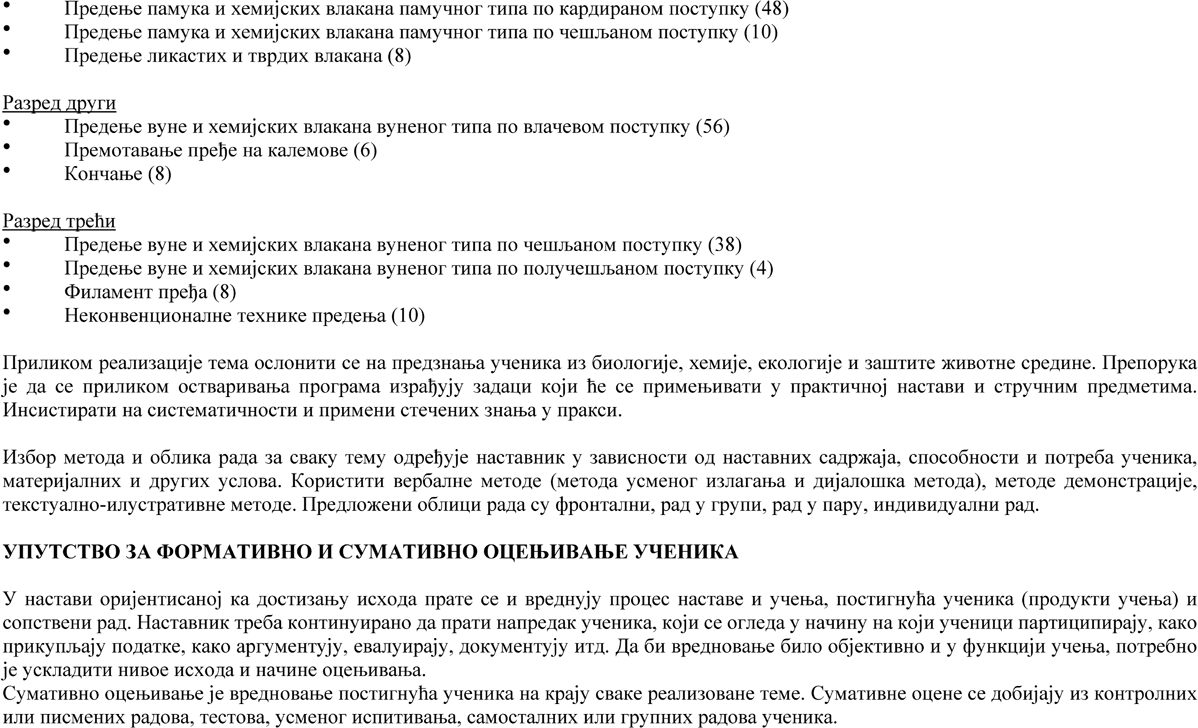 • Предење памука и хемијских влакана памучног типа по кардираном поступку (48)
• Предење памука и хемијских влакана памучног типа по чешљаном поступку (10)
• Предење ликастих и тврдих влакана (8)
Разред други
• Предење вуне и хемијских влакана вуненог типа по влачевом поступку (56)
• Премотавање пређе на калемове (6)
• Кончање (8)
Разред трећи
• Предење вуне и хемијских влакана вуненог типа по чешљаном поступку (38)
• Предење вуне и хемијских влакана вуненог типа по получешљаном поступку (4)
• Филамент пређа (8)
• Неконвенционалне технике предења (10)
Приликом реализације тема ослонити се на предзнања ученика из биологије, хемије, екологије и заштите животне средине. Препорука
је да се приликом остваривања програма израђују задаци који ће се примењивати у практичној настави и стручним предметима.
Инсистирати на систематичности и примени стечених знања у пракси.
Избор метода и облика рада за сваку тему одређује наставник у зависности од наставних садржаја, способности и потреба ученика,
материјалних и других услова. Користити вербалне методе (метода усменог излагања и дијалошка метода), методе демонстрације,
текстуално-илустративне методе. Предложени облици рада су фронтални, рад у групи, рад у пару, индивидуални рад.
УПУТСТВО ЗА ФОРМАТИВНО И СУМАТИВНО ОЦЕЊИВАЊЕ УЧЕНИКА
У настави оријентисаној ка достизању исхода прате се и вреднују процес наставе и учења, постигнућа ученика (продукти учења) и
сопствени рад. Наставник треба континуирано да прати напредак ученика, који се огледа у начину на који ученици партиципирају, како
прикупљају податке, како аргументују, евалуирају, документују итд. Да би вредновање било објективно и у функцији учења, потребно
је ускладити нивое исхода и начине оцењивања.
Сумативно оцењивање је вредновање постигнућа ученика на крају сваке реализоване теме. Сумативне оцене се добијају из контролних
или писмених радова, тестова, усменог испитивања, самосталних или групних радова ученика.